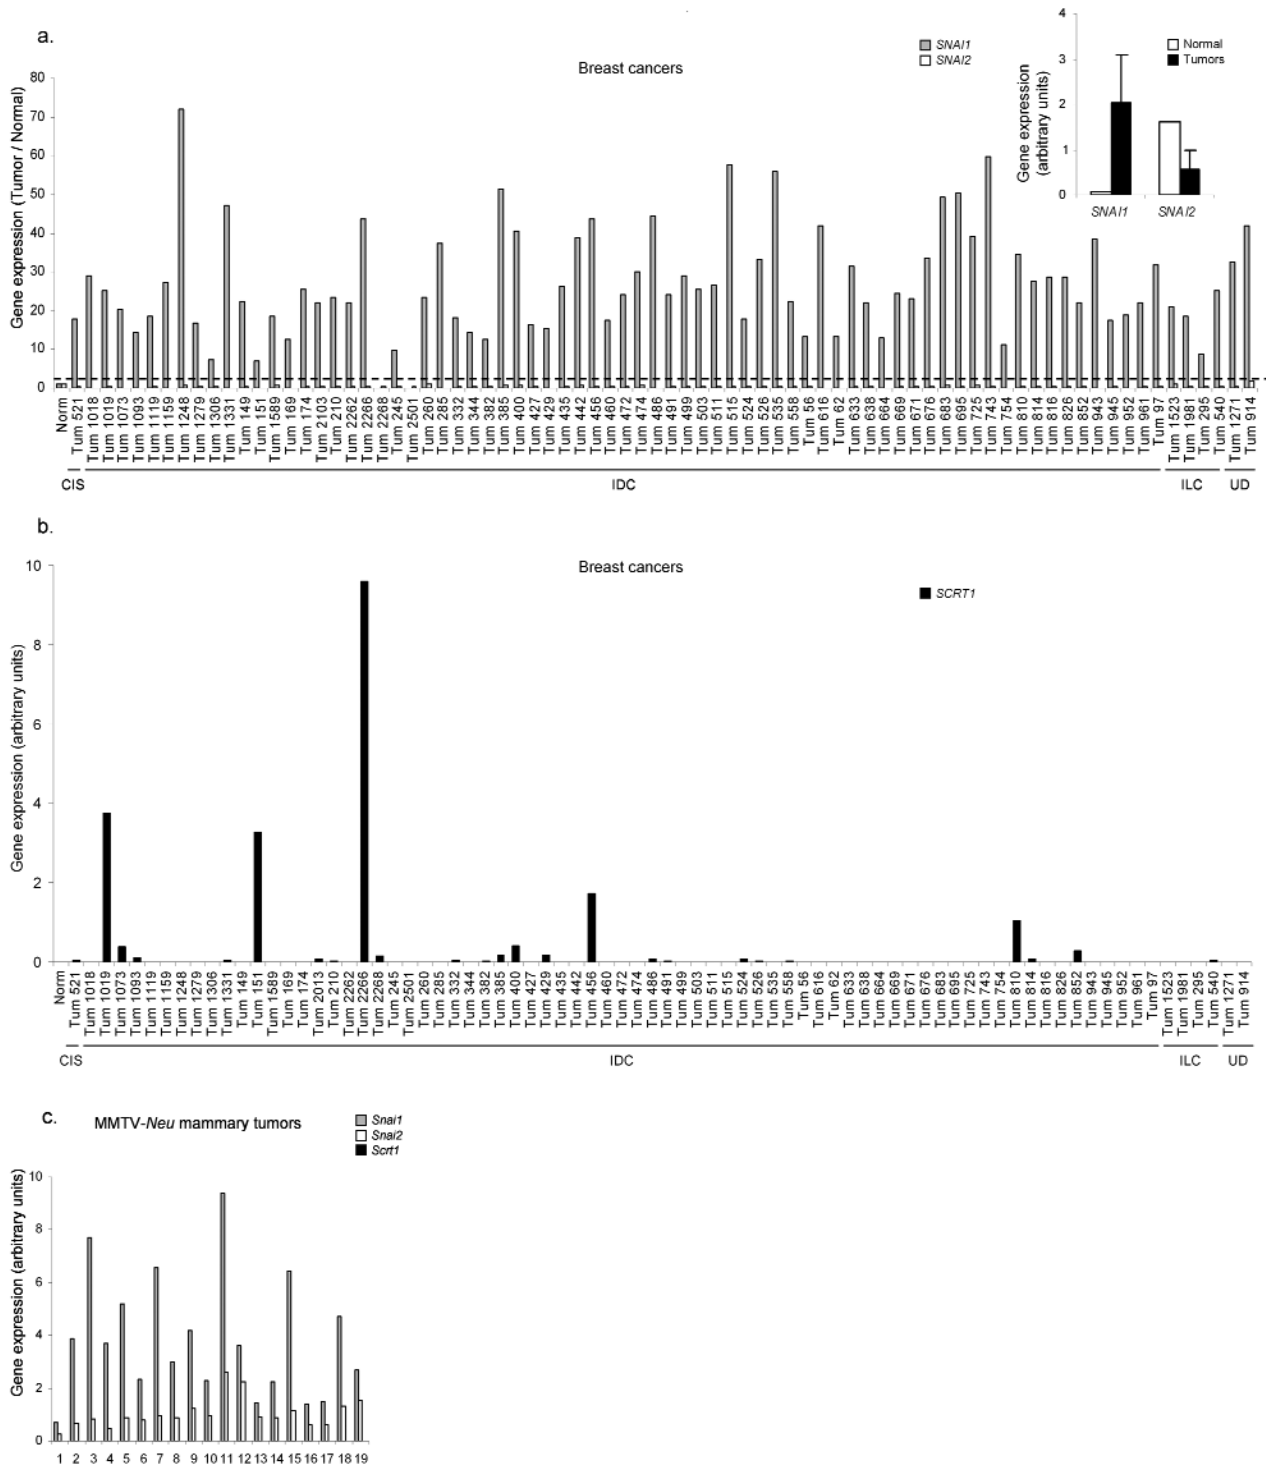 a.
Breast cancers
SNAI1
SNAI2
Gene expression (Tumor / Normal)
80
70
60
50
40
30
20
10
0
Norm
Tum 521
Tum 1018
Tum 1019
Tum 1073
Tum 1093
Tum 1119
Tum 1159
Tum 1248
Tum 1279
Tum 1306
Tum 1331
Tum 149
Tum 151
Tum 1589
Tum 169
Tum 174
Tum 2103
Tum 210
Tum 2262
Tum 2266
Tum 2268
Tum 245
Tum 2501
Tum 260
Tum 285
Tum 332
Tum 344
Tum 382
Tum 385
Tum 400
Tum 427
Tum 429
Tum 435
Tum 442
Tum 456
Tum 460
Tum 472
Tum 474
Tum 486
Tum 491
Tum 499
Tum 503
Tum 511
Tum 515
Tum 524
Tum 526
Tum 535
Tum 558
Tum 56
Tum 616
Tum 62
Tum 633
Tum 638
Tum 664
Tum 669
Tum 671
Tum 676
Tum 683
Tum 695
Tum 725
Tum 743
Tum 754
Tum 810
Tum 814
Tum 816
Tum 826
Tum 852
Tum 943
Tum 945
Tum 952
Tum 961
Tum 97
Tum 1523
Tum 1981
Tum 295
Tum 540
Tum 1271
Tum 914
CIS
IDC
ILC
UD
Gene expression
(arbitrary units)
4
3
2
1
0
Normal
Tumors
SNAI1
SNAI2
b.
Breast cancers
SCRT1
Gene expression (arbitrary units)
10
8
6
4
2
0
Norm
Tum 521
Tum 1018
Tum 1019
Tum 1073
Tum 1093
Tum 1119
Tum 1159
Tum 1248
Tum 1279
Tum 1306
Tum 1331
Tum 149
Tum 151
Tum 1589
Tum 169
Tum 174
Tum 2013
Tum 210
Tum 2262
Tum 2266
Tum 2268
Tum 245
Tum 2501
Tum 260
Tum 285
Tum 332
Tum 344
Tum 382
Tum 385
Tum 400
Tum 427
Tum 429
Tum 435
Tum 442
Tum 456
Tum 460
Tum 472
Tum 474
Tum 486
Tum 491
Tum 499
Tum 503
Tum 511
Tum 515
Tum 524
Tum 526
Tum 535
Tum 558
Tum 56
Tum 616
Tum 62
Tum 633
Tum 638
Tum 664
Tum 669
Tum 671
Tum 676
Tum 683
Tum 695
Tum 725
Tum 743
Tum 754
Tum 810
Tum 814
Tum 816
Tum 826
Tum 852
Tum 943
Tum 945
Tum 952
Tum 961
Tum 97
Tum 1523
Tum 1981
Tum 295
Tum 540
Tum 1271
Tum 914
CIS
IDC
ILC
UD
c.
MMTV-Neu mammary tumors
Snai1
Snai2
Scrt1
Gene expression (arbitrary units)
10
8
6
4
2
0
1 2 3 4 5 6 7 8 9 10 11 12 13 14 15 16 17 18 19